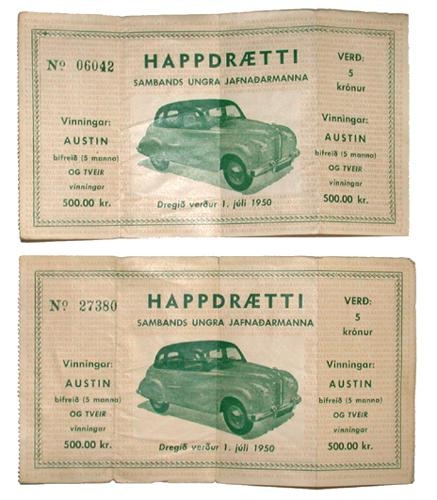 Nº 06042
HAPPDRÆTTI
SAMBANDS UNGRA JAFNAÐARMANNA
VERÐ:
5
krónur
Vinningar:
AUSTIN
bifreið (5 manna)
OG TVEIR
vinningar
500.00 kr.
Dregið verður 1. júlí 1950
Vinningar:
AUSTIN
bifreið (5 manna)
OG TVEIR
vinningar
500.00 kr.
Nº 27380
HAPPDRÆTTI
SAMBANDS UNGRA JAFNAÐARMANNA
VERÐ:
5
krónur
Vinningar:
AUSTIN
bifreið (5 manna)
OG TVEIR
vinningar
500.00 kr.
Dregið verður 1. júlí 1950
Vinningar:
AUSTIN
bifreið (5 manna)
OG TVEIR
vinningar
500.00 kr.